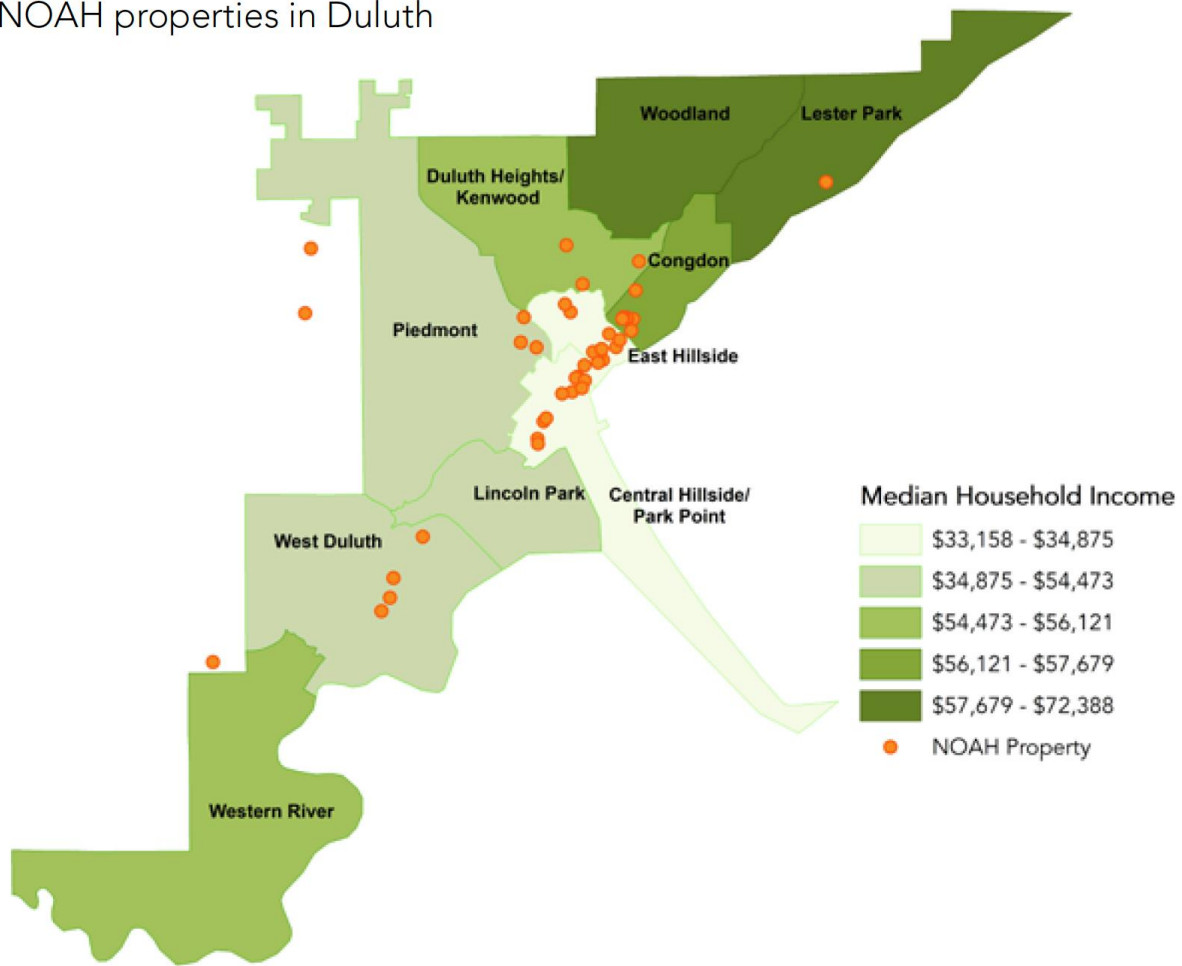 NOAH properties in Duluth
Woodland
Lester Park
Duluth Heights/
Kenwood
Congdon
Piedmont
East Hillside
Lincoln Park
Central Hillside/
Park Point
West Duluth
Western River
Median Household Income
$33,158 - $34,875
$34,875 - $54,473
$54,473 - $56,121
$56,121 - $57,679
$57,679 - $72,388
NOAH Property